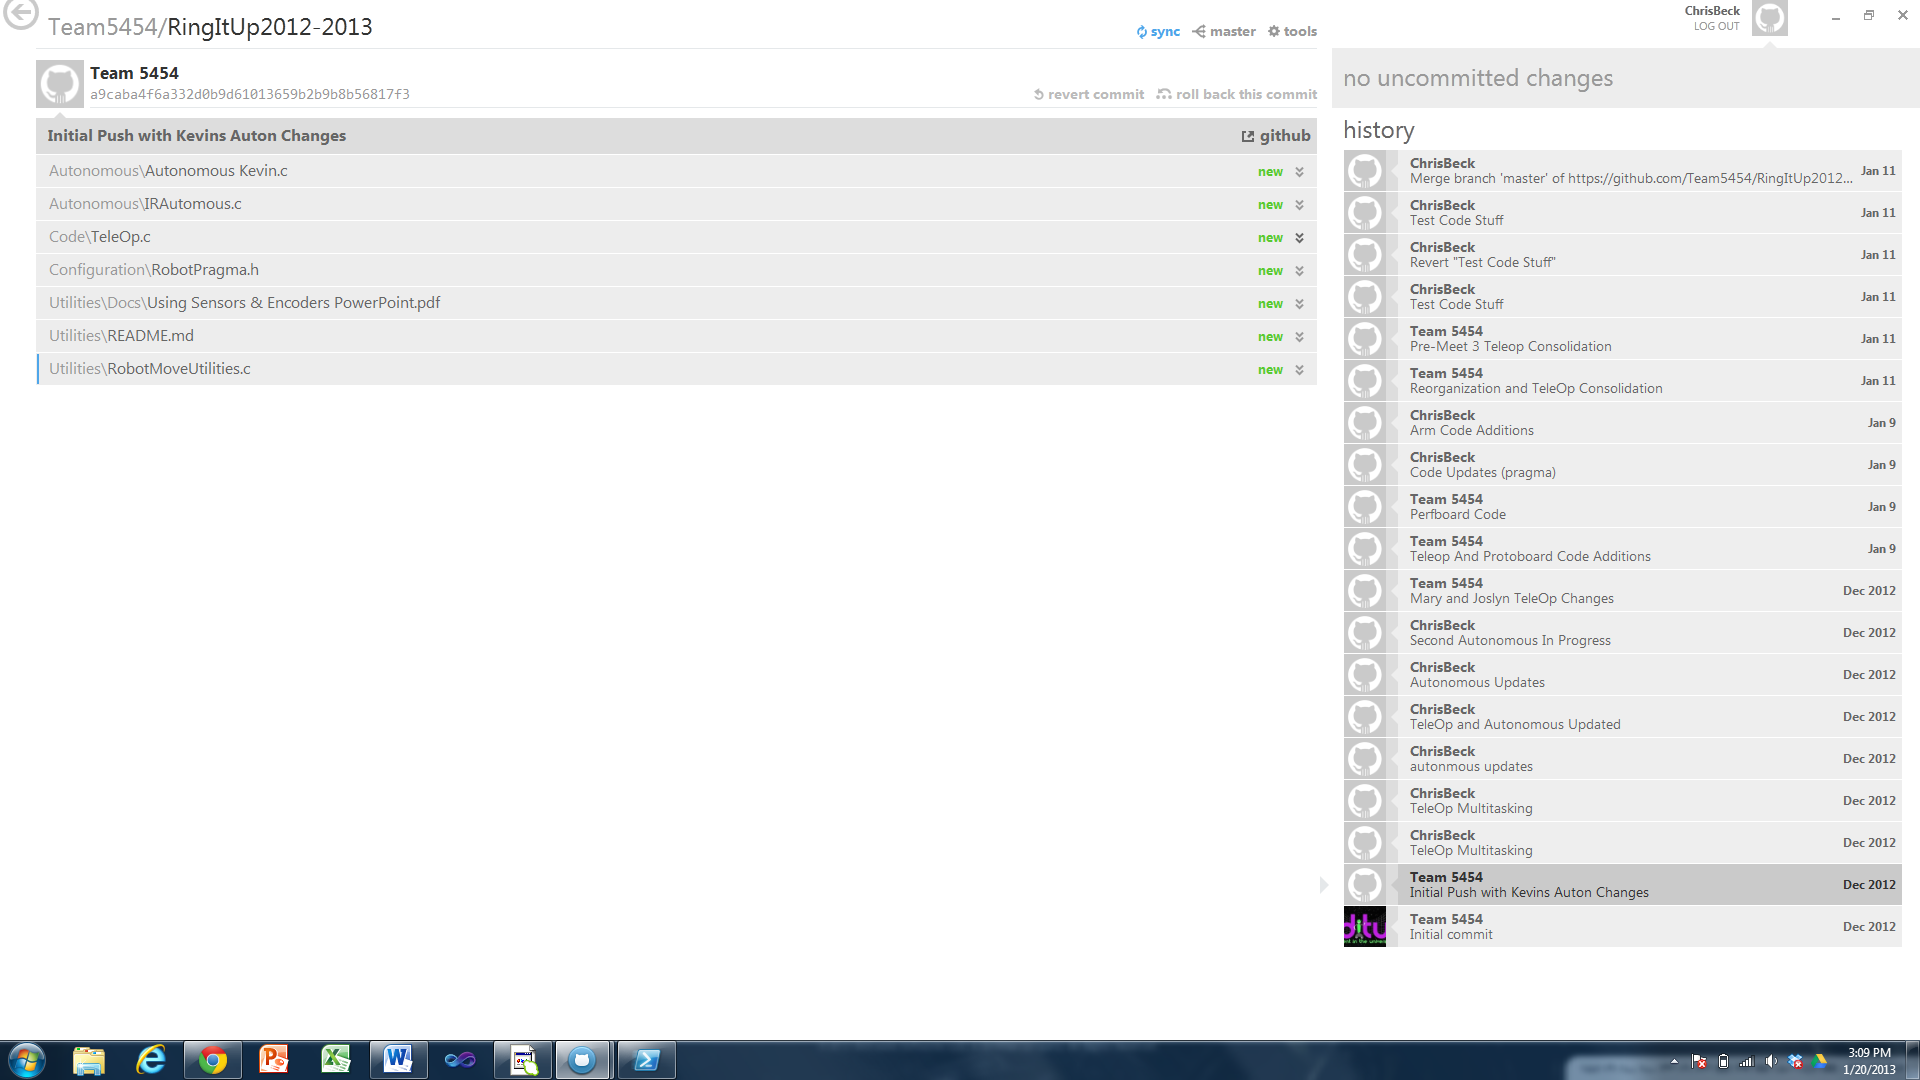 Team5454/RingItUp2012-2013
sync
master
tools
ChrisBeck
LOG OUT
Team 5454
a9caba4f6a332d0b9d61013659b2b9b8b56817f3
revert commit
roll back this commit
Initial Push with Kevins Auton Changes
github
Autonomous\Autonomous Kevin.c
new
Autonomous\IRAutomous.c
new
Code\TeleOp.c
new
Configuration\RobotPragma.h
new
Utilities\Docs\Using Sensors & Encoders PowerPoint.pdf
new
Utilities\README.md
new
Utilities\RobotMoveUtilities.c
new
no uncommitted changes
history
ChrisBeck
Merge branch 'master' of https://github.com/Team5454/RingItUp2012...
Jan 11
ChrisBeck
Test Code Stuff
Jan 11
ChrisBeck
Revert "Test Code Stuff"
Jan 11
ChrisBeck
Test Code Stuff
Jan 11
Team 5454
Pre-Meet 3 Teleop Consolidation
Jan 11
Team 5454
Reorganization and TeleOp Consolidation
Jan 11
ChrisBeck
Arm Code Additions
Jan 9
ChrisBeck
Code Updates (pragma)
Jan 9
Team 5454
Perfboard Code
Jan 9
Team 5454
Teleop And Protoboard Code Additions
Jan 9
Team 5454
Mary and Joslyn TeleOp Changes
Dec 2012
ChrisBeck
Second Autonomous In Progress
Dec 2012
ChrisBeck
Autonomous Updates
Dec 2012
ChrisBeck
TeleOp and Autonomous Updated
Dec 2012
ChrisBeck
autonmous updates
Dec 2012
ChrisBeck
TeleOp Multitasking
Dec 2012
ChrisBeck
TeleOp Multitasking
Dec 2012
Team 5454
Initial Push with Kevins Auton Changes
Dec 2012
Team 5454
Initial commit
Dec 2012
3:09 PM
1/20/2013